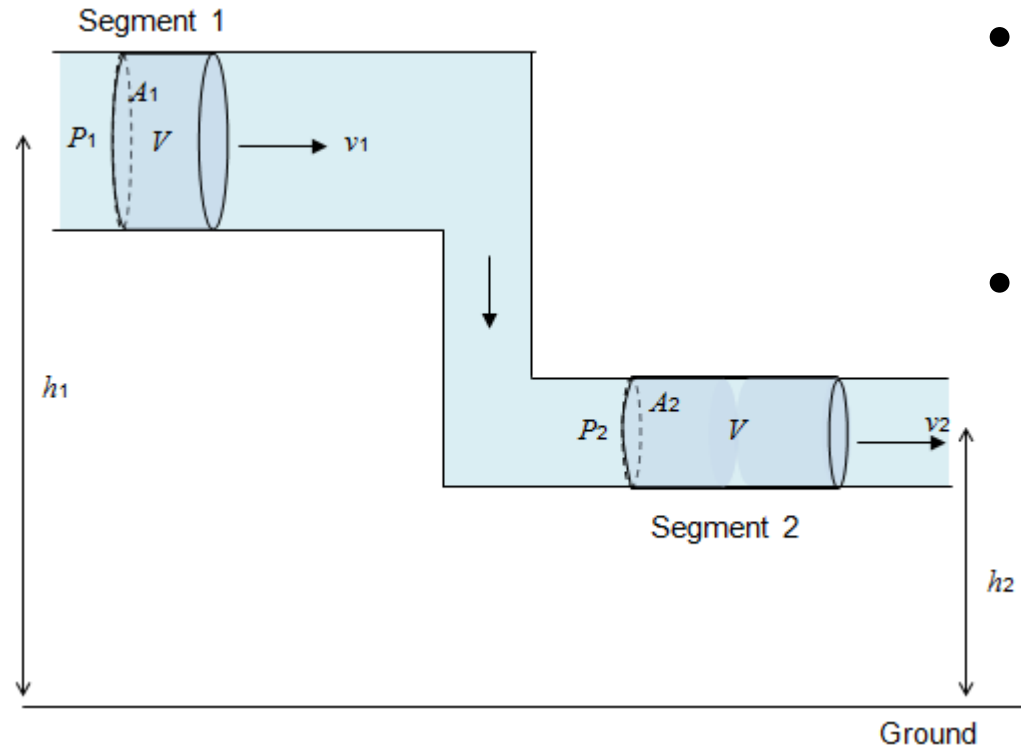 Segment 1
A1
P1 V v1
h1
A2
P2 V v2
Segment 2
h2
Ground